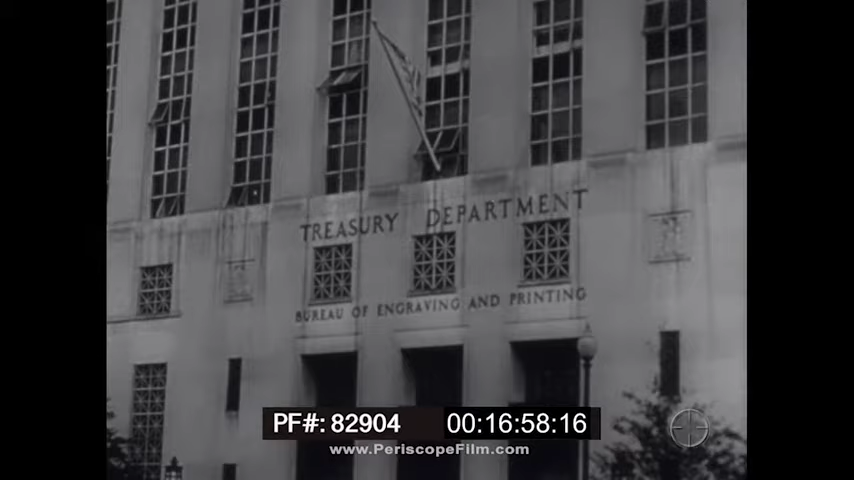 TREASURY DEPARTMENT
BUREAU OF ENGRAVING AND PRINTING
PF#: 82904 00:16:58:16
www.PeriscopeFilm.com